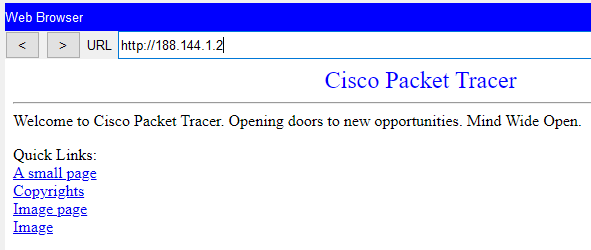 Web Browser
< > URL http://188.144.1.2
Cisco Packet Tracer
Welcome to Cisco Packet Tracer. Opening doors to new opportunities. Mind Wide Open.
Quick Links:
A small page
Copyrights
Image page
Image